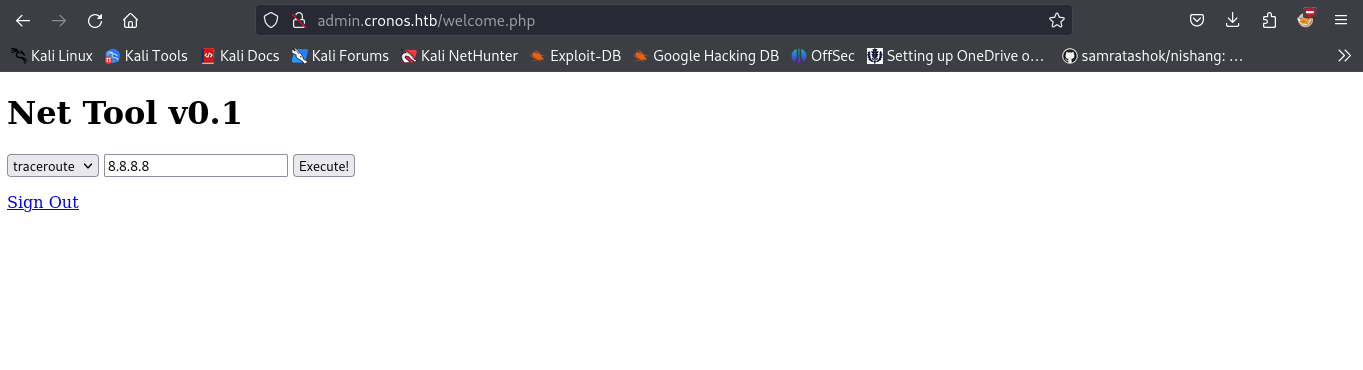 admin.cronos.htb/welcome.php
Kali Linux Kali Tools Kali Docs Kali Forums Kali NetHunter Exploit-DB Google Hacking DB OffSec Setting up OneDrive o… samratashok/nishang: …
Net Tool v0.1
traceroute 8.8.8.8 Execute!
Sign Out